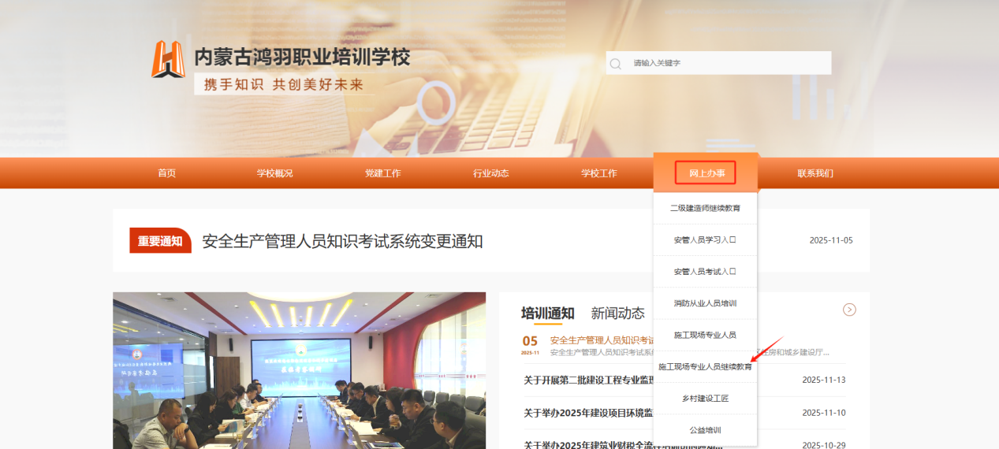 内蒙古鸿羽职业培训学校
携手知识 共创美好未来
请输入关键字
首页
学校概况
党建工作
行业动态
学校工作
网上办事
联系我们
二级建造师继续教育
安管人员学习入口
安管人员考试入口
消防从业人员培训
施工现场专业人员
施工现场专业人员继续教育
乡村建设工匠
公益培训
重要通知
安全生产管理人员知识考试系统变更通知
2025-11-05
培训通知
新闻动态
05
2025-11
安全生产管理人员知识考试
安全生产管理人员知识考试系
住房和城乡建设厅...
关于开展第二批建设工程专业监理
2025-11-13
关于举办2025年建设项目环境监
2025-11-10
关于举办2025年建筑业财税全流程
2025-10-29